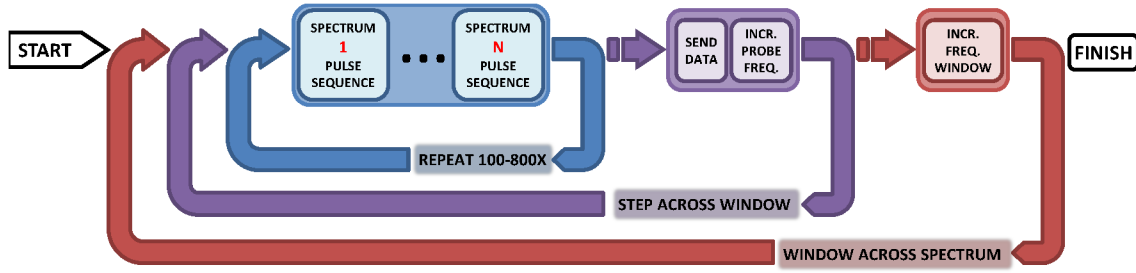 START
SPECTRUM
1
PULSE
SEQUENCE
...
SPECTRUM
N
PULSE
SEQUENCE
SEND
DATA
INCR.
PROBE
FREQ.
INCR.
FREQ.
WINDOW
FINISH
REPEAT 100-800X
STEP ACROSS WINDOW
WINDOW ACROSS SPECTRUM